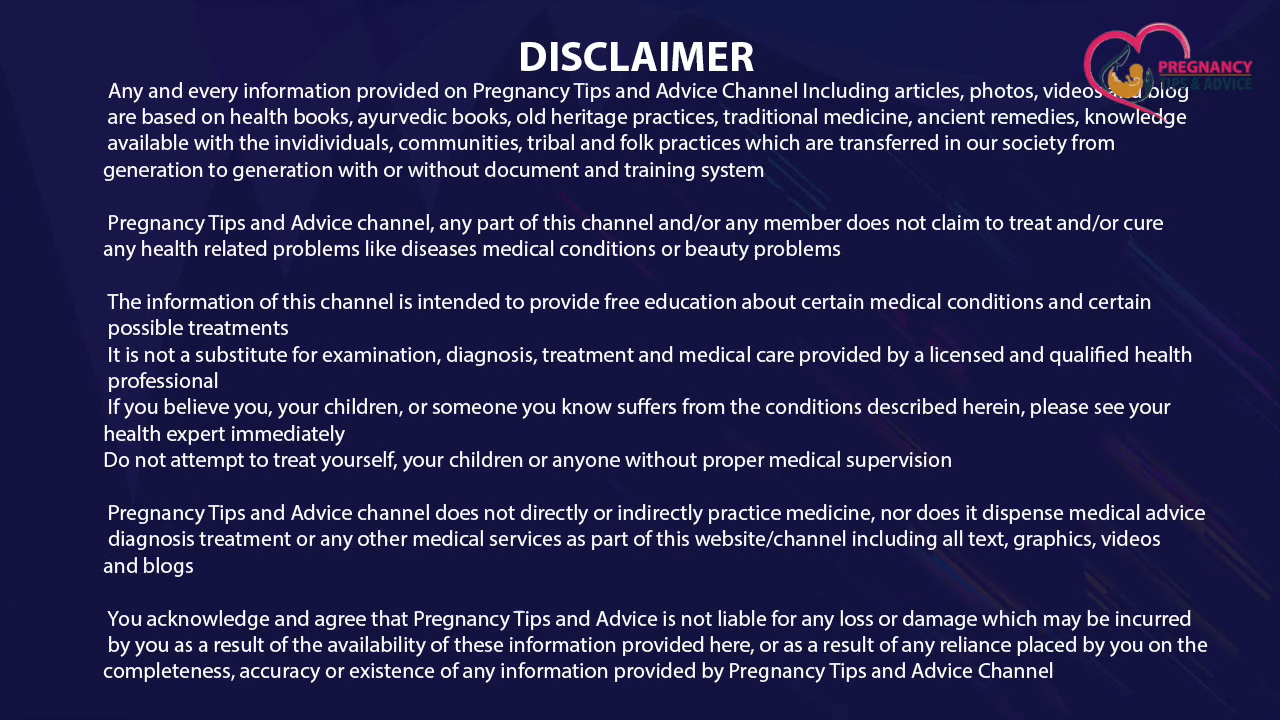 DISCLAIMER
PREGNANCY
TIPS & ADVICE
Any and every information provided on Pregnancy Tips and Advice Channel Including articles, photos, videos and blog
are based on health books, ayurvedic books, old heritage practices, traditional medicine, ancient remedies, knowledge
available with the invidividuals, communities, tribal and folk practices which are transferred in our society from
generation to generation with or without document and training system
Pregnancy Tips and Advice channel, any part of this channel and/or any member does not claim to treat and/or cure
any health related problems like diseases medical conditions or beauty problems
The information of this channel is intended to provide free education about certain medical conditions and certain
possible treatments
It is not a substitute for examination, diagnosis, treatment and medical care provided by a licensed and qualified health
professional
If you believe you, your children, or someone you know suffers from the conditions described herein, please see your
health expert immediately
Do not attempt to treat yourself, your children or anyone without proper medical supervision
Pregnancy Tips and Advice channel does not directly or indirectly practice medicine, nor does it dispense medical advice
diagnosis treatment or any other medical services as part of this website/channel including all text, graphics, videos
and blogs
You acknowledge and agree that Pregnancy Tips and Advice is not liable for any loss or damage which may be incurred
by you as a result of the availability of these information provided here, or as a result of any reliance placed by you on the
completeness, accuracy or existence of any information provided by Pregnancy Tips and Advice Channel